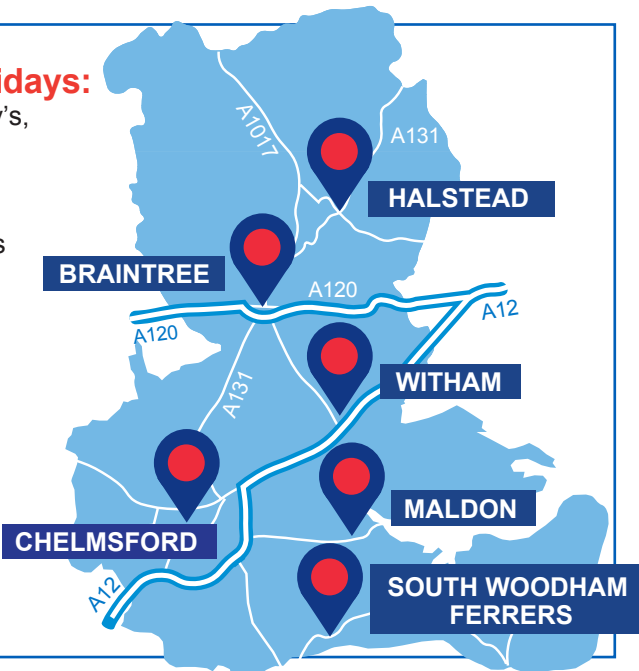 idays:
y's,
s
A1017
A131
HALSTEAD
BRAINTREE
A120
A12
A120
WITHAM
A131
MALDON
CHELMSFORD
A12
SOUTH WOODHAM
FERRERS